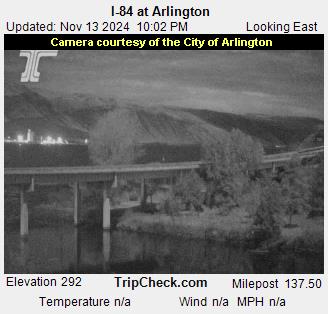 I-84 at Arlington
Updated: Nov 13 2024 10:02 PM Looking East
Camera courtesy of the City of Arlington
Elevation 292 TripCheck.com Milepost 137.50
Temperature n/a Wind n/a MPH n/a